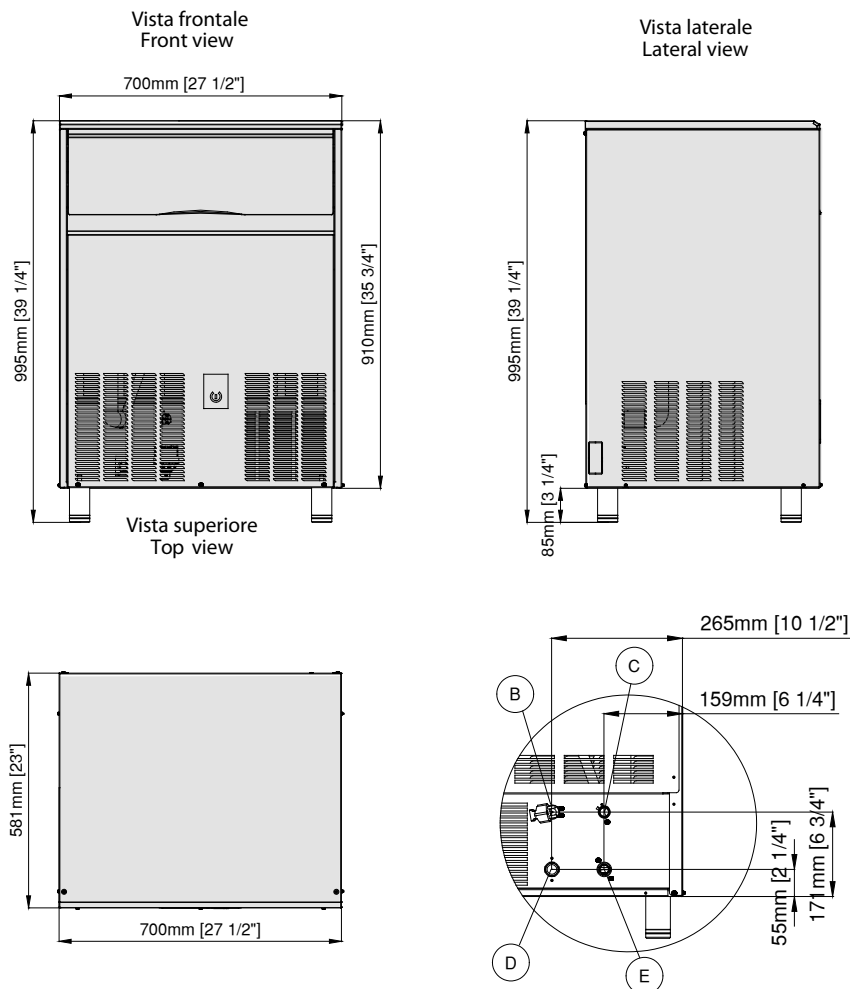 Vista frontale
Front view
700mm [27 1/2"]
995mm [39 1/4"]
910mm [35 3/4"]
Vista laterale
Lateral view
995mm [39 1/4"]
85mm [3 1/4"]
Vista superiore
Top view
581mm [23"]
700mm [27 1/2"]
265mm [10 1/2"]
159mm [6 1/4"]
171mm [6 3/4"]
55mm [2 1/4"]
B
C
D
E